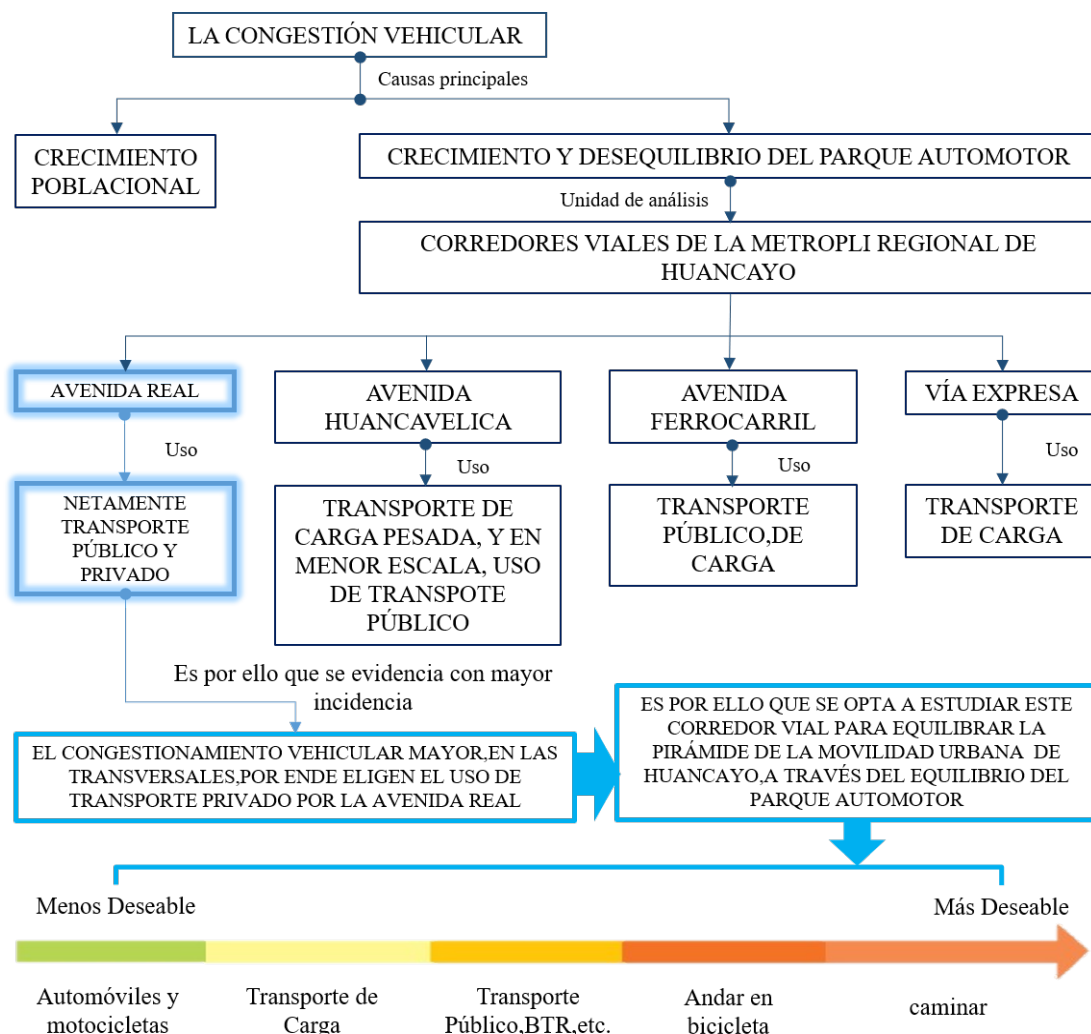 LA CONGESTIÓN VEHICULAR
Causas principales
CRECIMIENTO
POBLACIONAL
CRECIMIENTO Y DESEQUILIBRIO DEL PARQUE AUTOMOTOR
Unidad de análisis
CORREDORES VIALES DE LA METROPLI REGIONAL DE
HUANCAYO
AVENIDA REAL
AVENIDA
HUANCAVELICA
AVENIDA
FERROCARRIL
VÍA EXPRESA
Uso
Uso
Uso
Uso
NETAMENTE
TRANSPORTE
PÚBLICO Y
PRIVADO
TRANSPORTE DE
CARGA PESADA, Y EN
MENOR ESCALA, USO
DE TRANSPOTE
PÚBLICO
TRANSPORTE
PÚBLICO,DE
CARGA
TRANSPORTE
DE CARGA
Es por ello que se evidencia con mayor
incidencia
EL CONGESTIONAMIENTO VEHICULAR MAYOR,EN LAS
TRANSVERSALES,POR ENDE ELIGEN EL USO DE
TRANSPORTE PRIVADO POR LA AVENIDA REAL
ES POR ELLO QUE SE OPTA A ESTUDIAR ESTE
CORREDOR VIAL PARA EQUILIBRAR LA
PIRÁMIDE DE LA MOVILIDAD URBANA DE
HUANCAYO,A TRAVÉS DEL EQUILIBRIO DEL
PARQUE AUTOMOTOR
Menos Deseable
Más Deseable
Automóviles y
motocicletas
Transporte de
Carga
Transporte
Público,BTR,etc.
Andar en
bicicleta
caminar